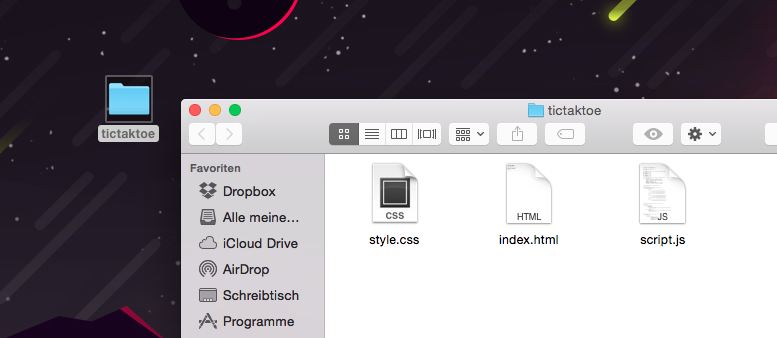 tictaktoe
tictaktoe
Favoriten
Dropbox
Alle meine...
iCloud Drive
AirDrop
Schreibtisch
Programme
CSS
HTML
JS
style.css
index.html
script.js